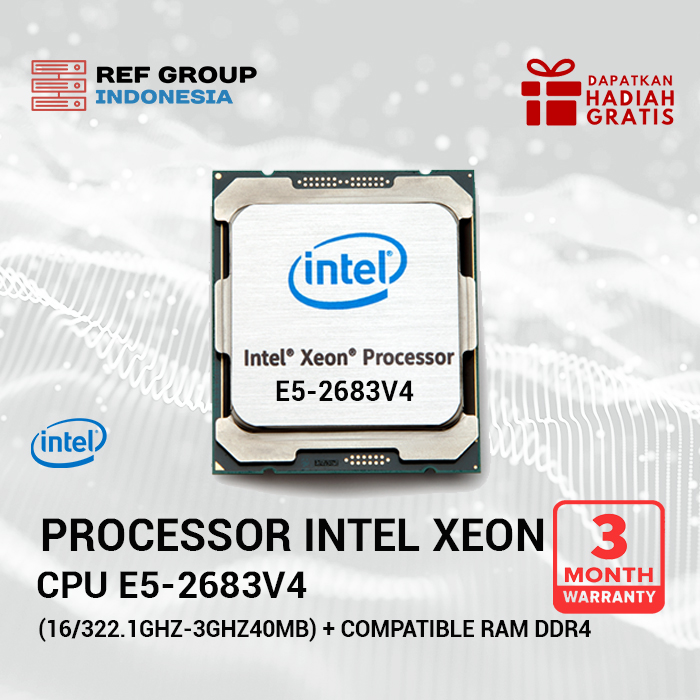 REF GROUP
INDONESIA
DAPATKAN
HADIAH
GRATIS
intel
Intel® Xeon® Processor
E5-2683V4
intel
PROCESSOR INTEL XEON
CPU E5-2683V4
(16/322.1GHZ-3GHZ40MB) + COMPATIBLE RAM DDR4
3
MONTH
WARRANTY